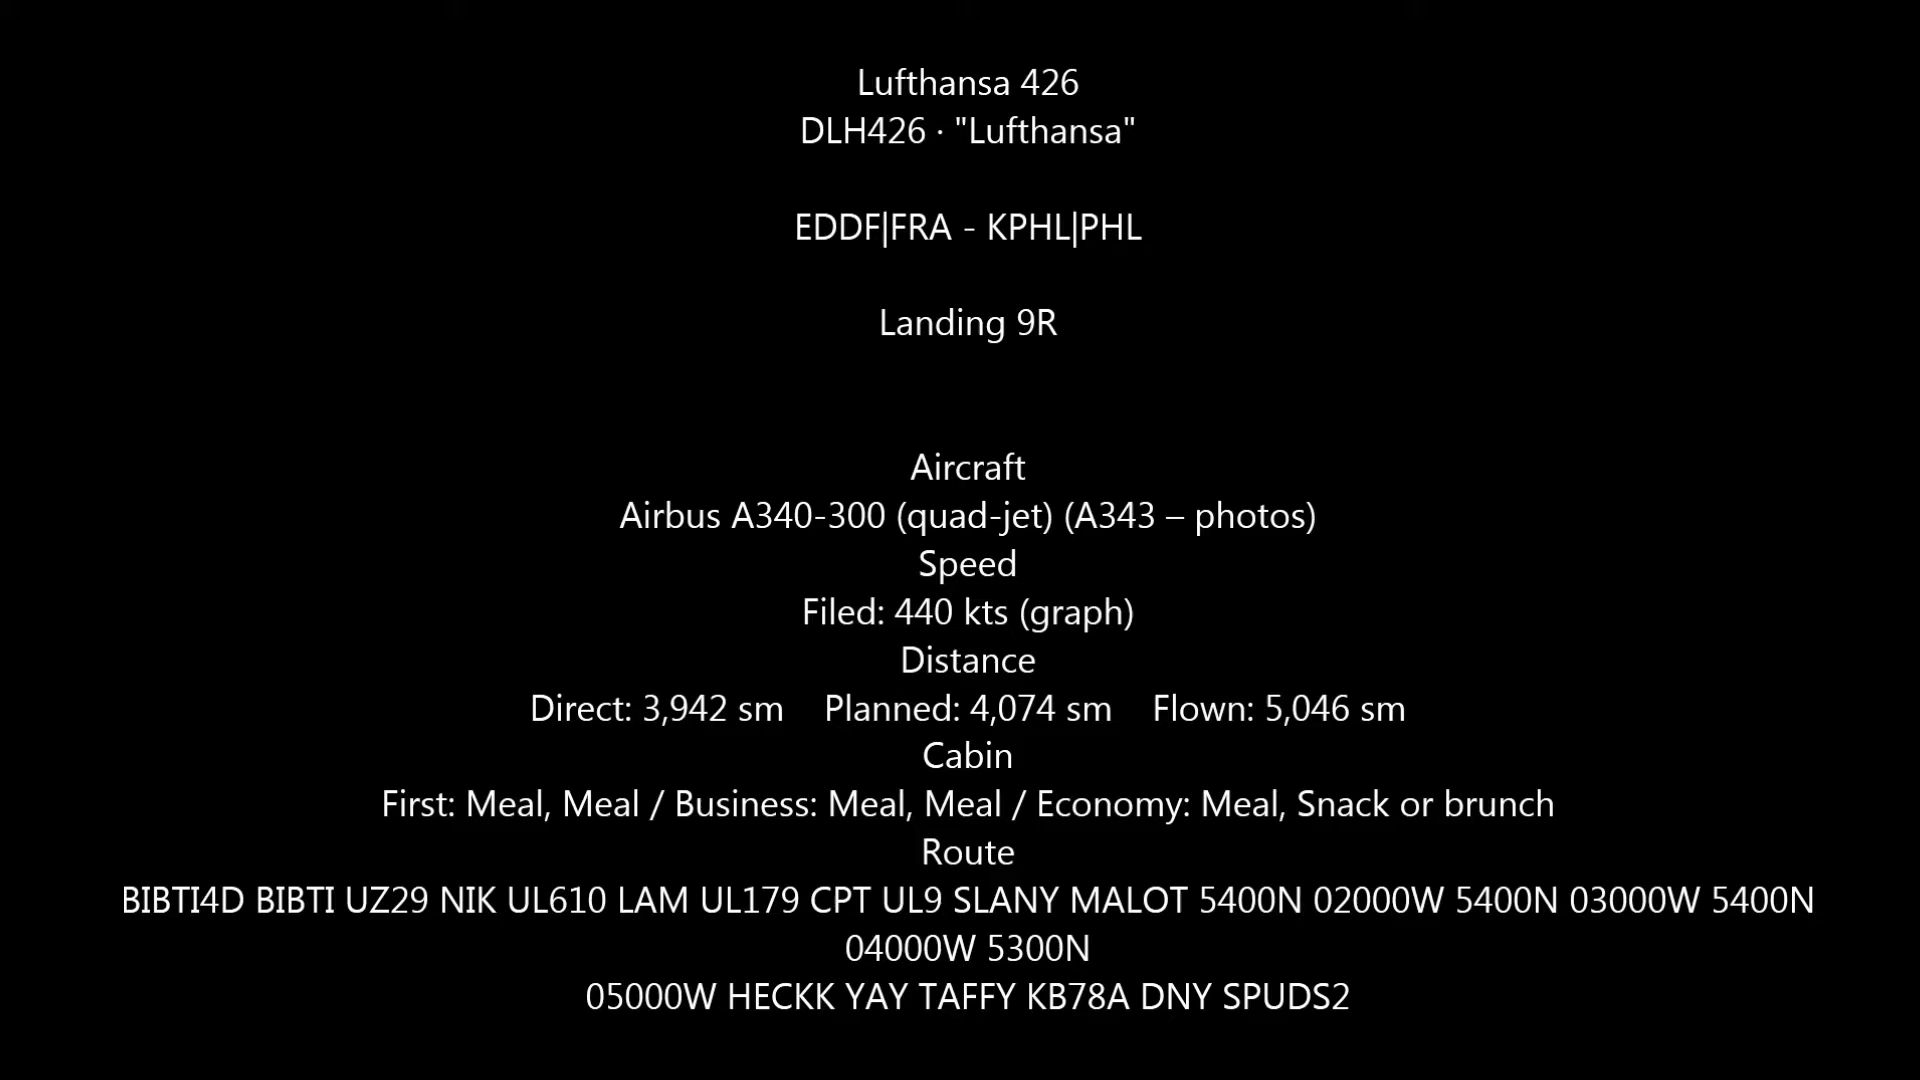 Lufthansa 426
DLH426 · "Lufthansa"
EDDF|FRA - KPHL|PHL
Landing 9R
Aircraft
Airbus A340-300 (quad-jet) (A343 – photos)
Speed
Filed: 440 kts (graph)
Distance
Direct: 3,942 sm    Planned: 4,074 sm    Flown: 5,046 sm
Cabin
First: Meal, Meal / Business: Meal, Meal / Economy: Meal, Snack or brunch
Route
BIBTI4D BIBTI UZ29 NIK UL610 LAM UL179 CPT UL9 SLANY MALOT 5400N 02000W 5400N 03000W 5400N
04000W 5300N
05000W HECKK YAY TAFFY KB78A DNY SPUDS2